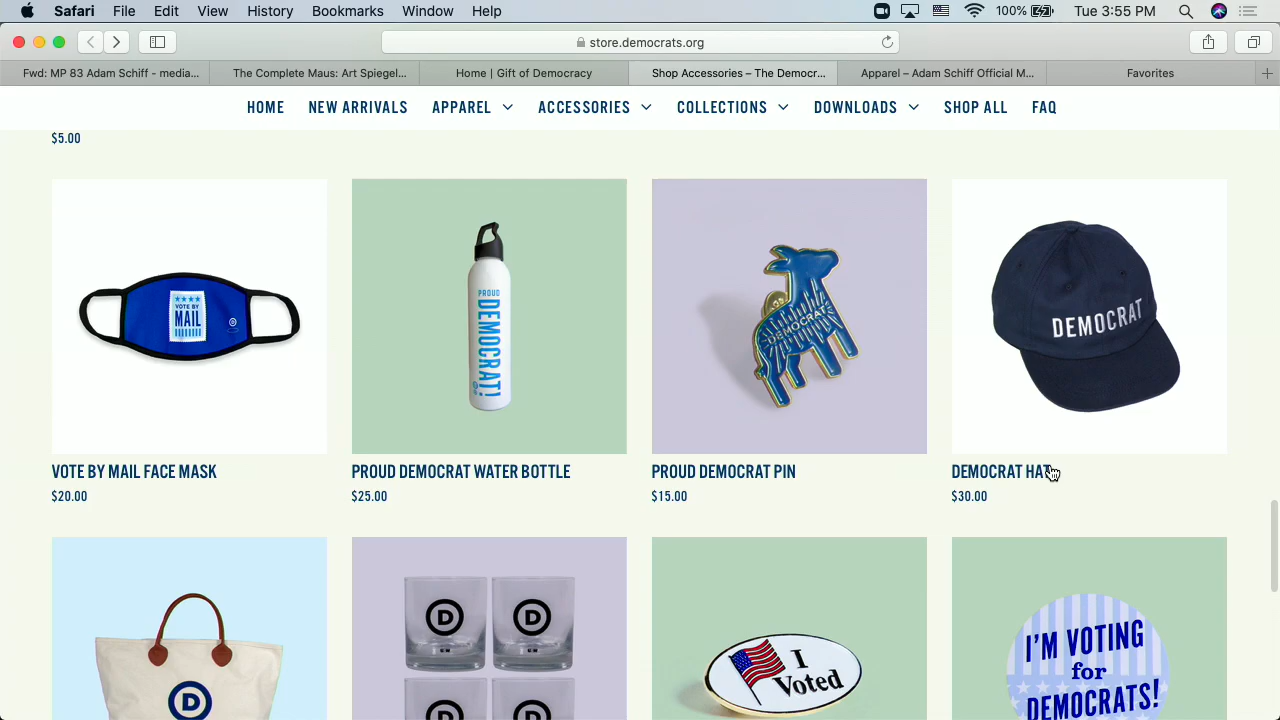 Safari File Edit View History Bookmarks Window Help 100% Tue 3:55 PM
store.democrats.org
Fwd: MP 83 Adam Schiff - media... The Complete Maus: Art Spiegel... Home | Gift of Democracy Shop Accessories – The Democr... Apparel – Adam Schiff Official M... Favorites
HOME NEW ARRIVALS APPAREL ACCESSORIES COLLECTIONS DOWNLOADS SHOP ALL FAQ
$5.00
VOTE BY
MAIL
D
PROUD
DEMOCRAT!
DEMOCRAT
DEMOCRAT
VOTE BY MAIL FACE MASK PROUD DEMOCRAT WATER BOTTLE PROUD DEMOCRAT PIN DEMOCRAT HAT
$20.00 $25.00 $15.00 $30.00
D
D D
D D
I
Voted
I'M VOTING
for
DEMOCRATS!